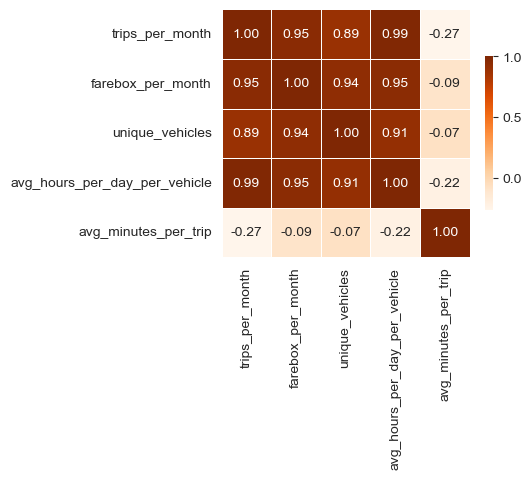 trips_per_month 1.00 0.95 0.89 0.99 -0.27
farebox_per_month 0.95 1.00 0.94 0.95 -0.09
unique_vehicles 0.89 0.94 1.00 0.91 -0.07
avg_hours_per_day_per_vehicle 0.99 0.95 0.91 1.00 -0.22
avg_minutes_per_trip -0.27 -0.09 -0.07 -0.22 1.00
trips_per_month
farebox_per_month
unique_vehicles
avg_hours_per_day_per_vehicle
avg_minutes_per_trip
1.0
0.5
0.0